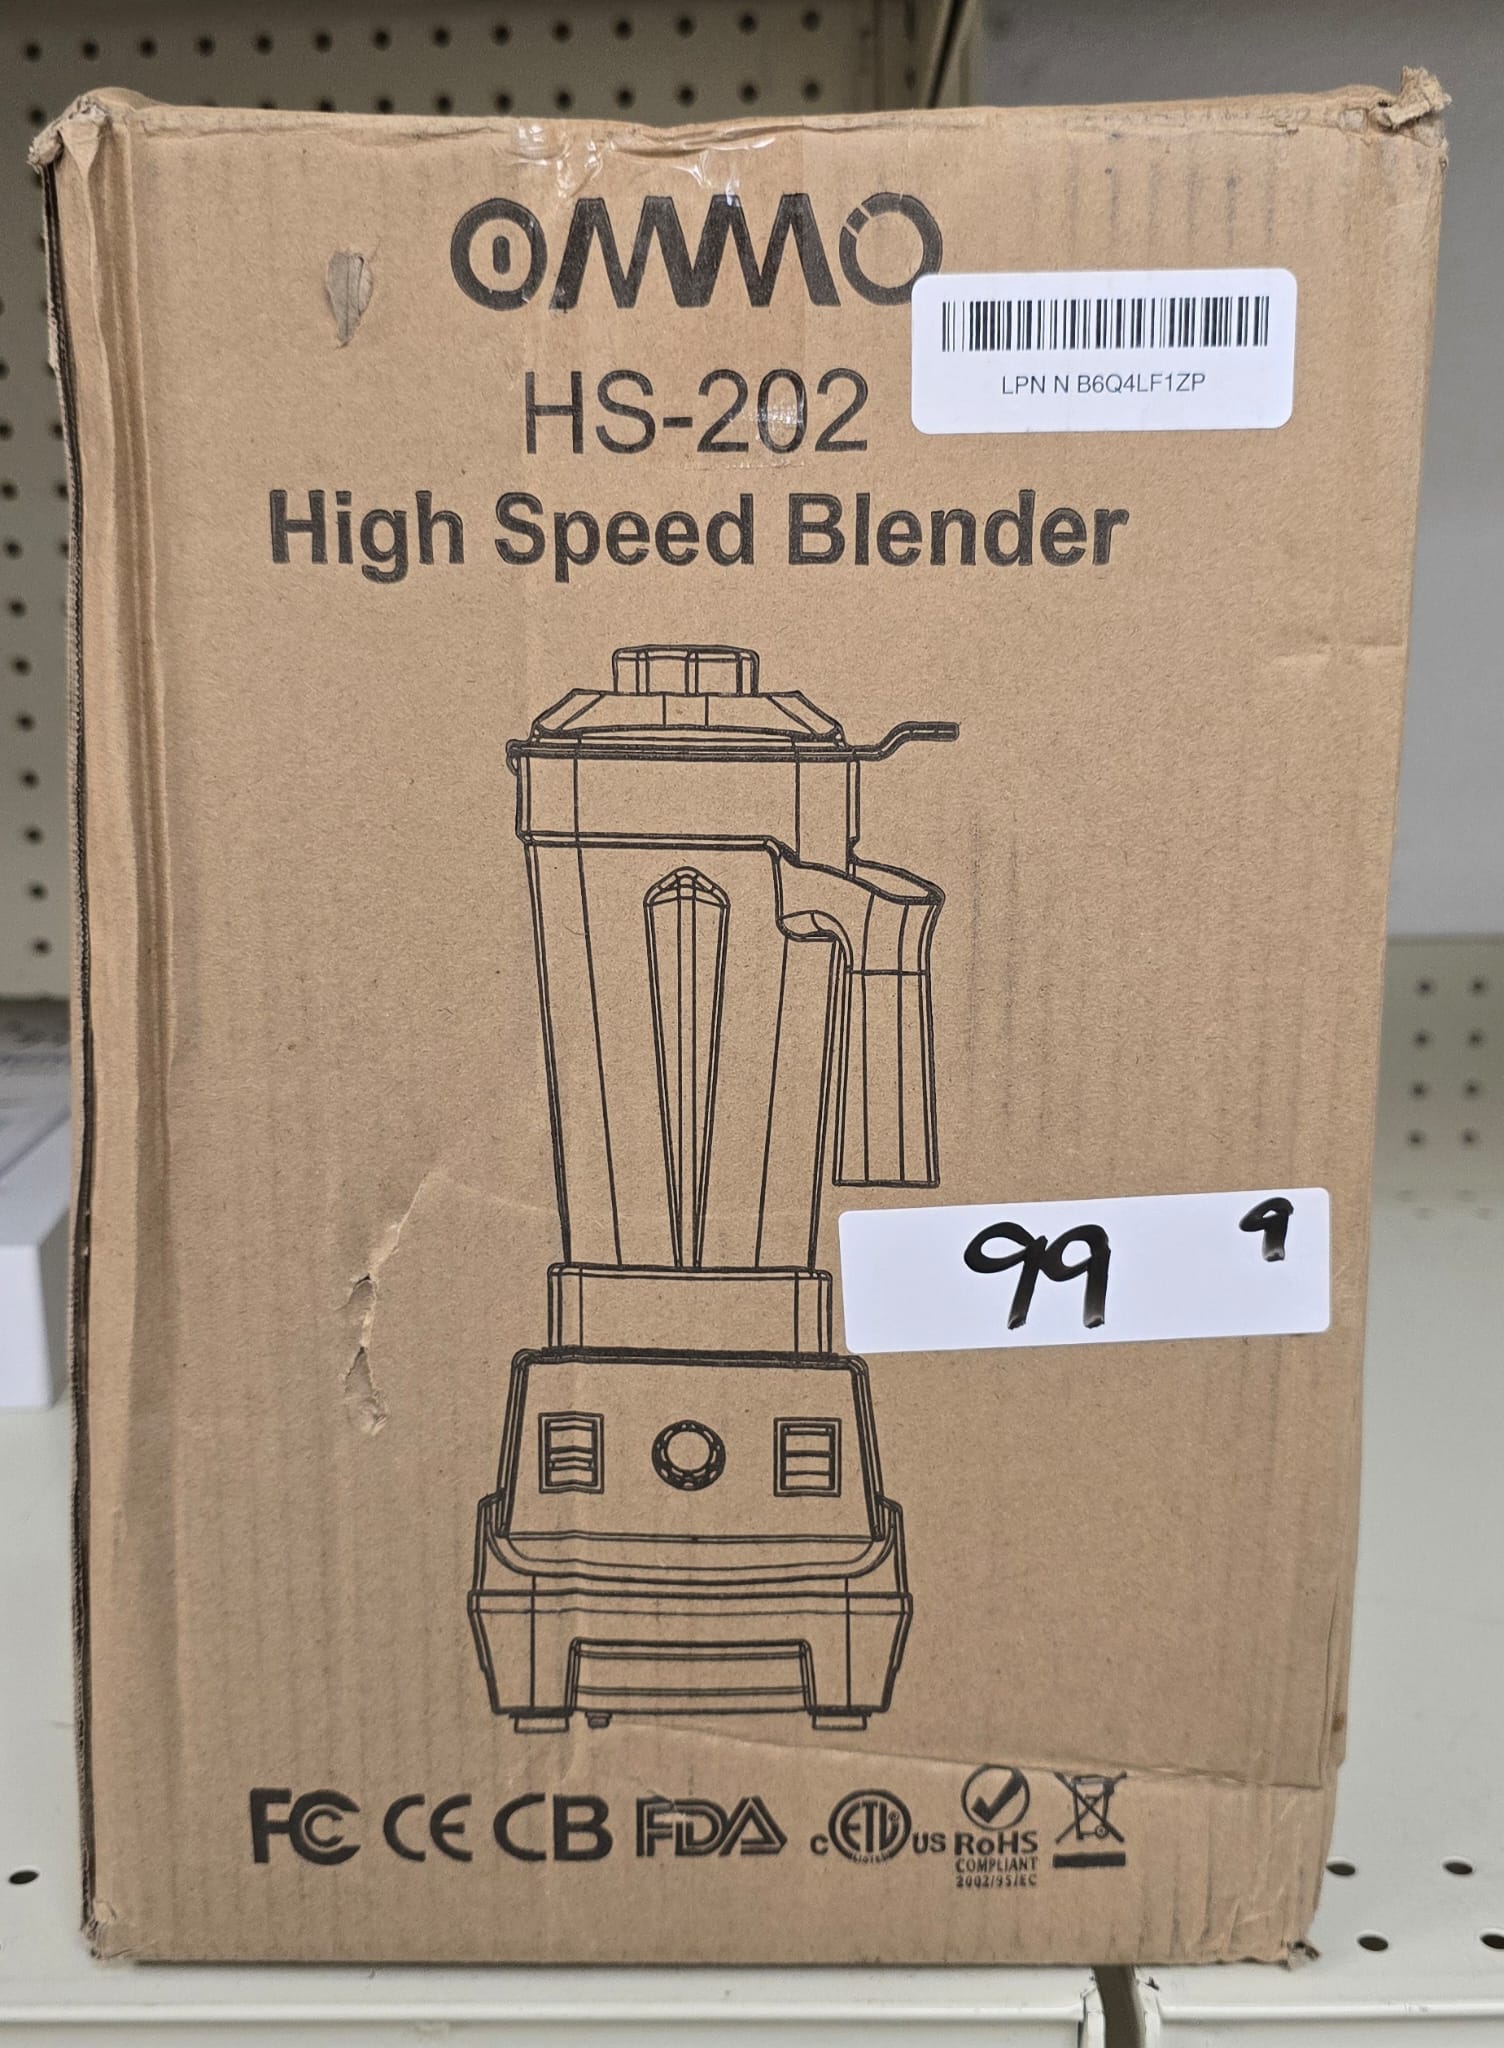 OMMO
LPN N B6Q4LF1ZP
HS-202
High Speed Blender
99 9
FC CE CB FDA c ETL US RoHS
LISTED
COMPLIANT
2002/95/EC